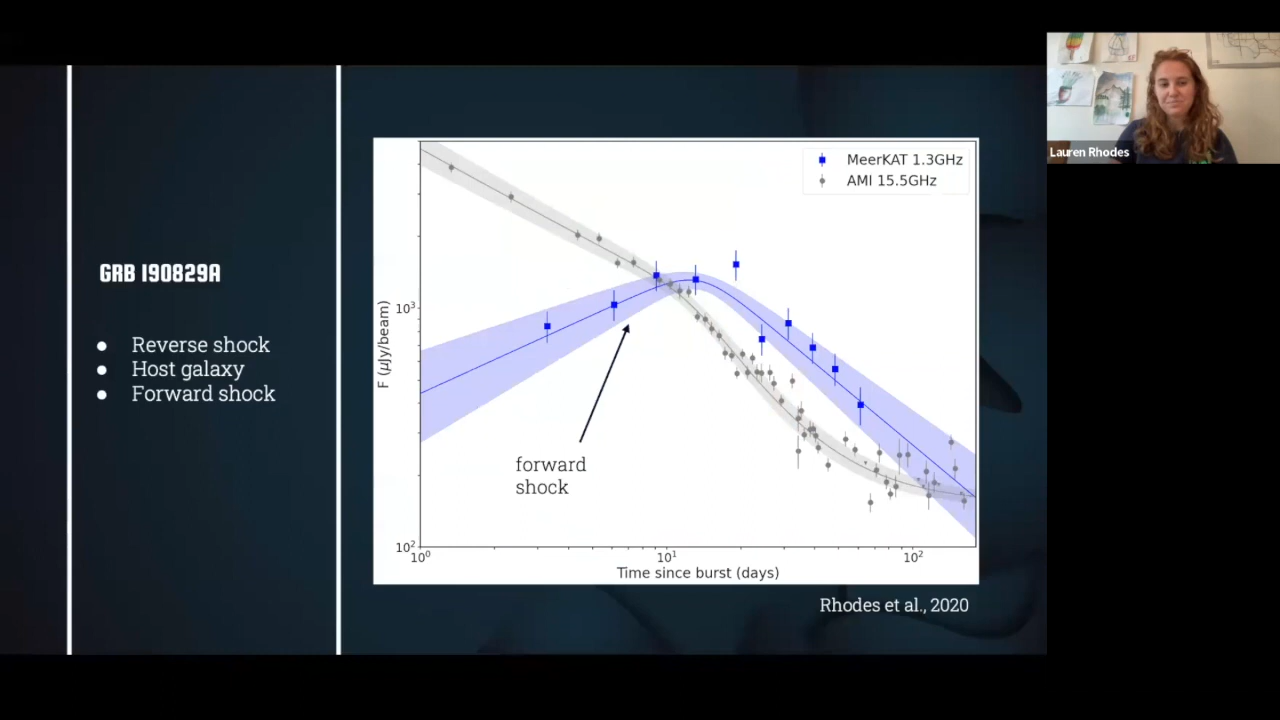 GRB 190829A
● Reverse shock
● Host galaxy
● Forward shock
MeerKAT 1.3GHz
AMI 15.5GHz
F (μJy/beam)
10³
10²
forward
shock
10⁰
10¹
10²
Time since burst (days)
Rhodes et al., 2020
Lauren Rhodes